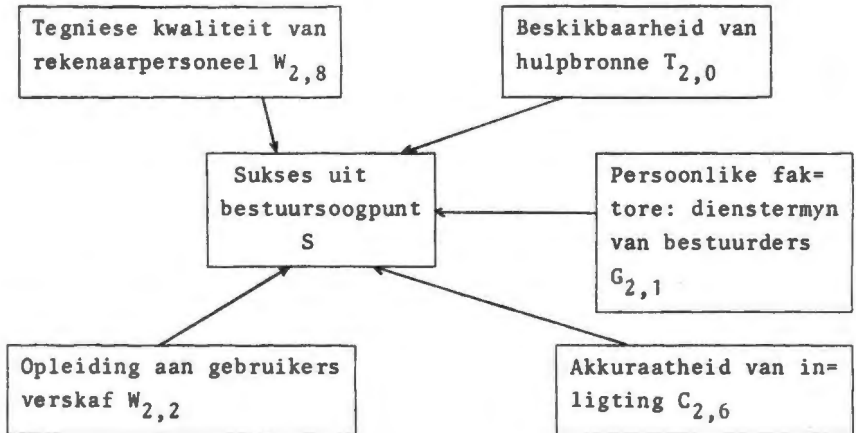 Tegniese kwaliteit van
rekenaarpersoneel W2,8
Beskikbaarheid van
hulpbronne T2,0
Sukses uit
bestuursoogpunt
S
Persoonlike fak=
tore: dienstermyn
van bestuurders
G2,1
Opleiding aan gebruikers
verskaf W2,2
Akkuraatheid van in=
ligting C2,6